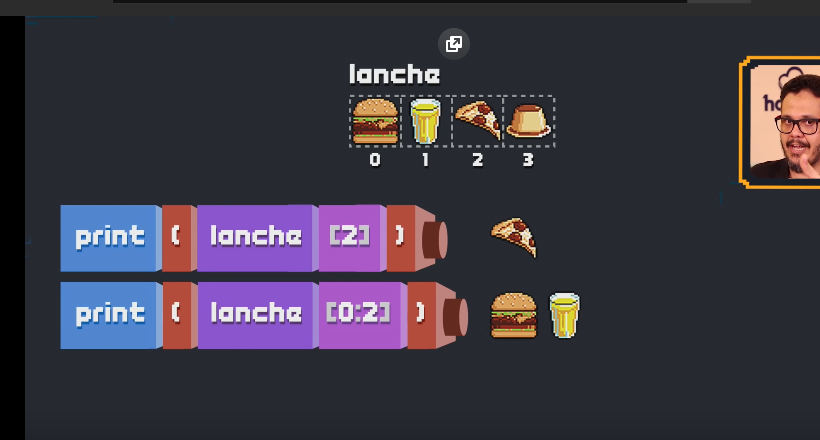 lanche
0 1 2 3
print ( lanche [2] )
print ( lanche [0:2] )